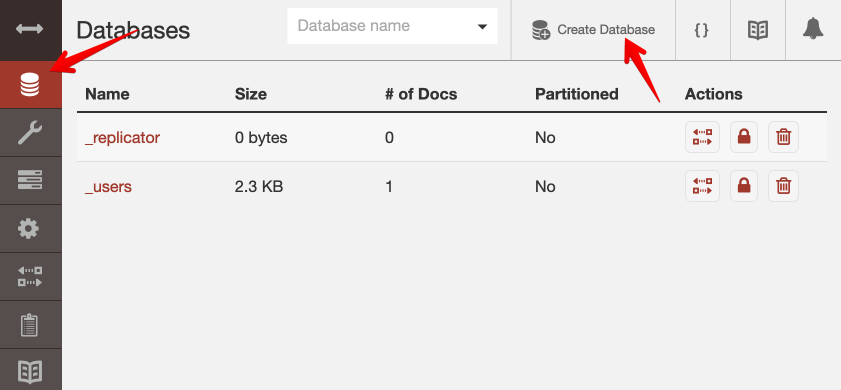 Databases
Database name
Create Database
{}
Name Size # of Docs Partitioned Actions
_replicator 0 bytes 0 No
_users 2.3 KB 1 No